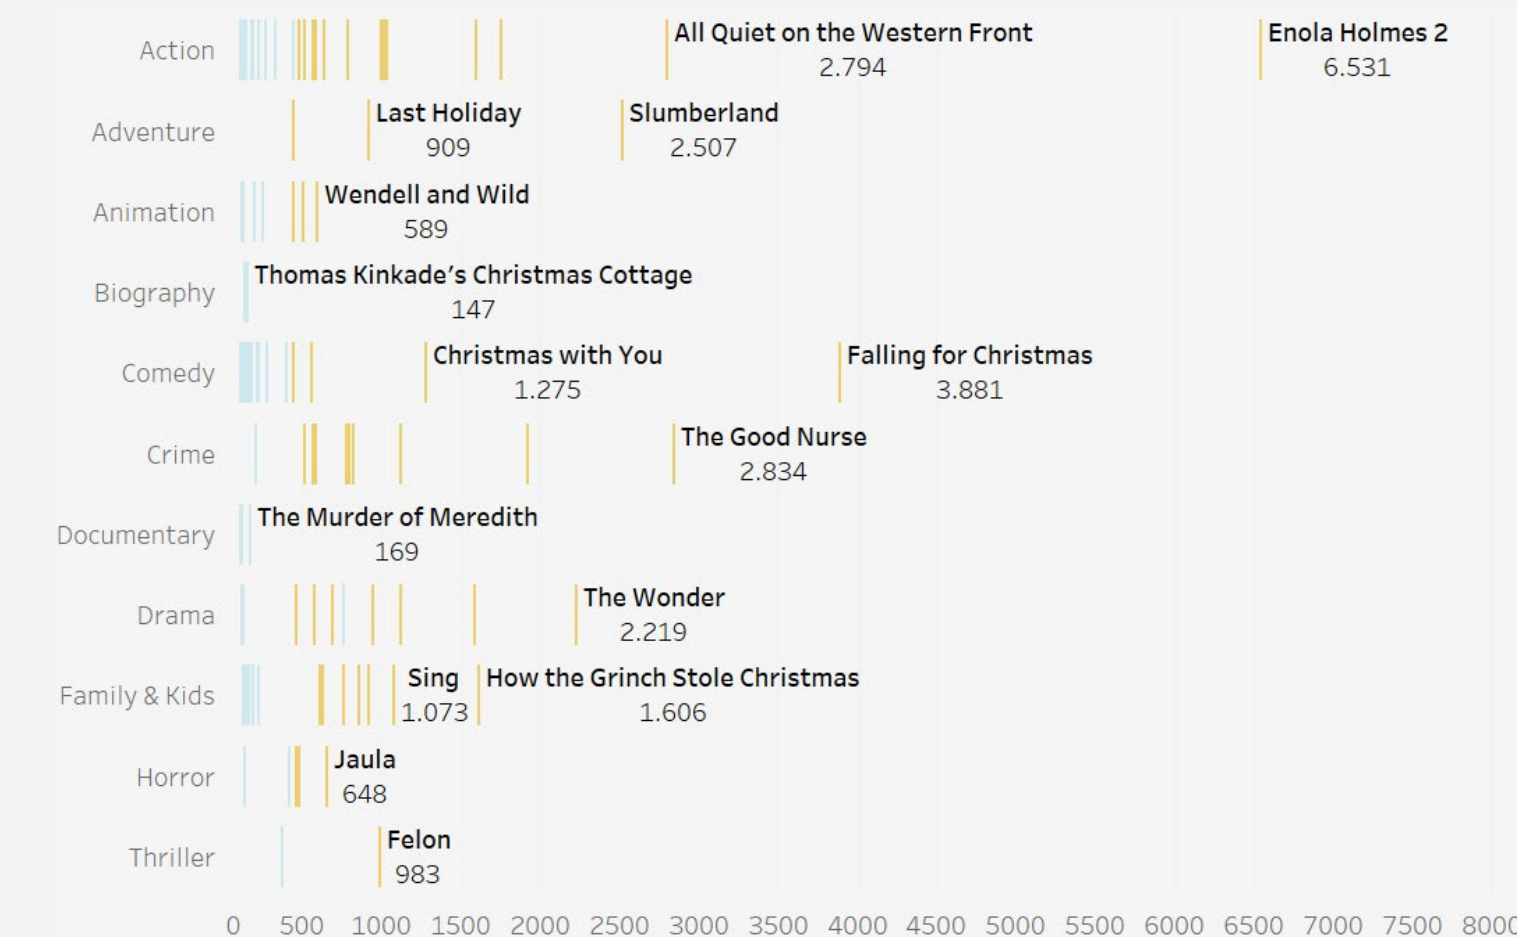 Action
All Quiet on the Western Front
2.794
Enola Holmes 2
6.531
Adventure
Last Holiday
909
Slumberland
2.507
Animation
Wendell and Wild
589
Biography
Thomas Kinkade’s Christmas Cottage
147
Comedy
Christmas with You
1.275
Falling for Christmas
3.881
Crime
The Good Nurse
2.834
Documentary
The Murder of Meredith
169
Drama
The Wonder
2.219
Family & Kids
Sing
1.073
How the Grinch Stole Christmas
1.606
Horror
Jaula
648
Thriller
Felon
983
0 500 1000 1500 2000 2500 3000 3500 4000 4500 5000 5500 6000 6500 7000 7500 8000